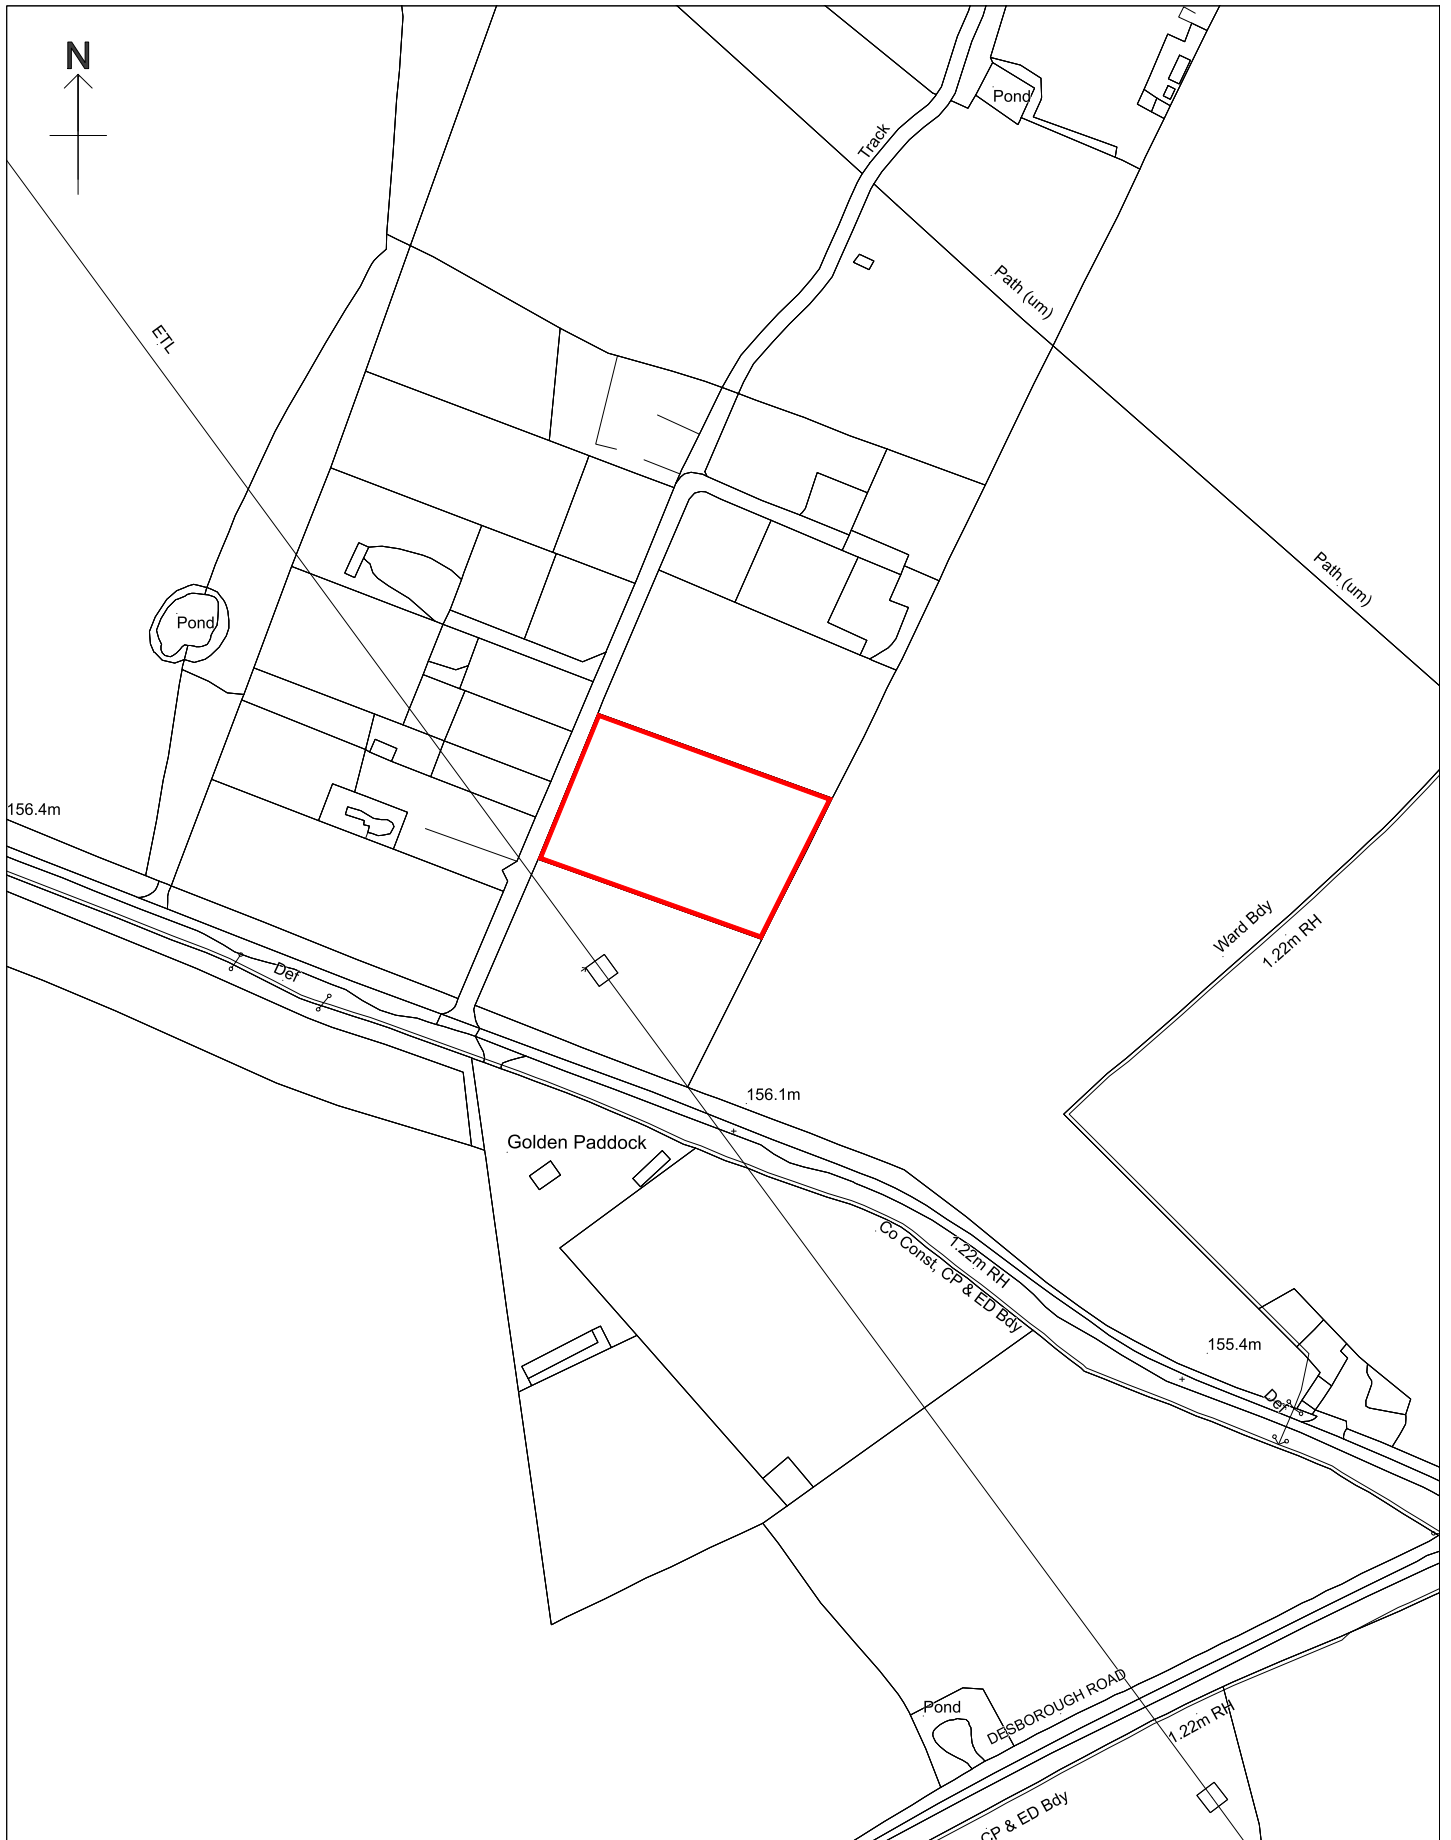 N
Pond
Track
Path (um)
ETL
Path (um)
Pond
156.4m
Ward Bdy
1.22m RH
Def
156.1m
Golden Paddock
1.22m RH
Co Const, CP & ED Bdy
155.4m
Def
Pond
DESBOROUGH ROAD
1.22m RH
CP & ED Bdy